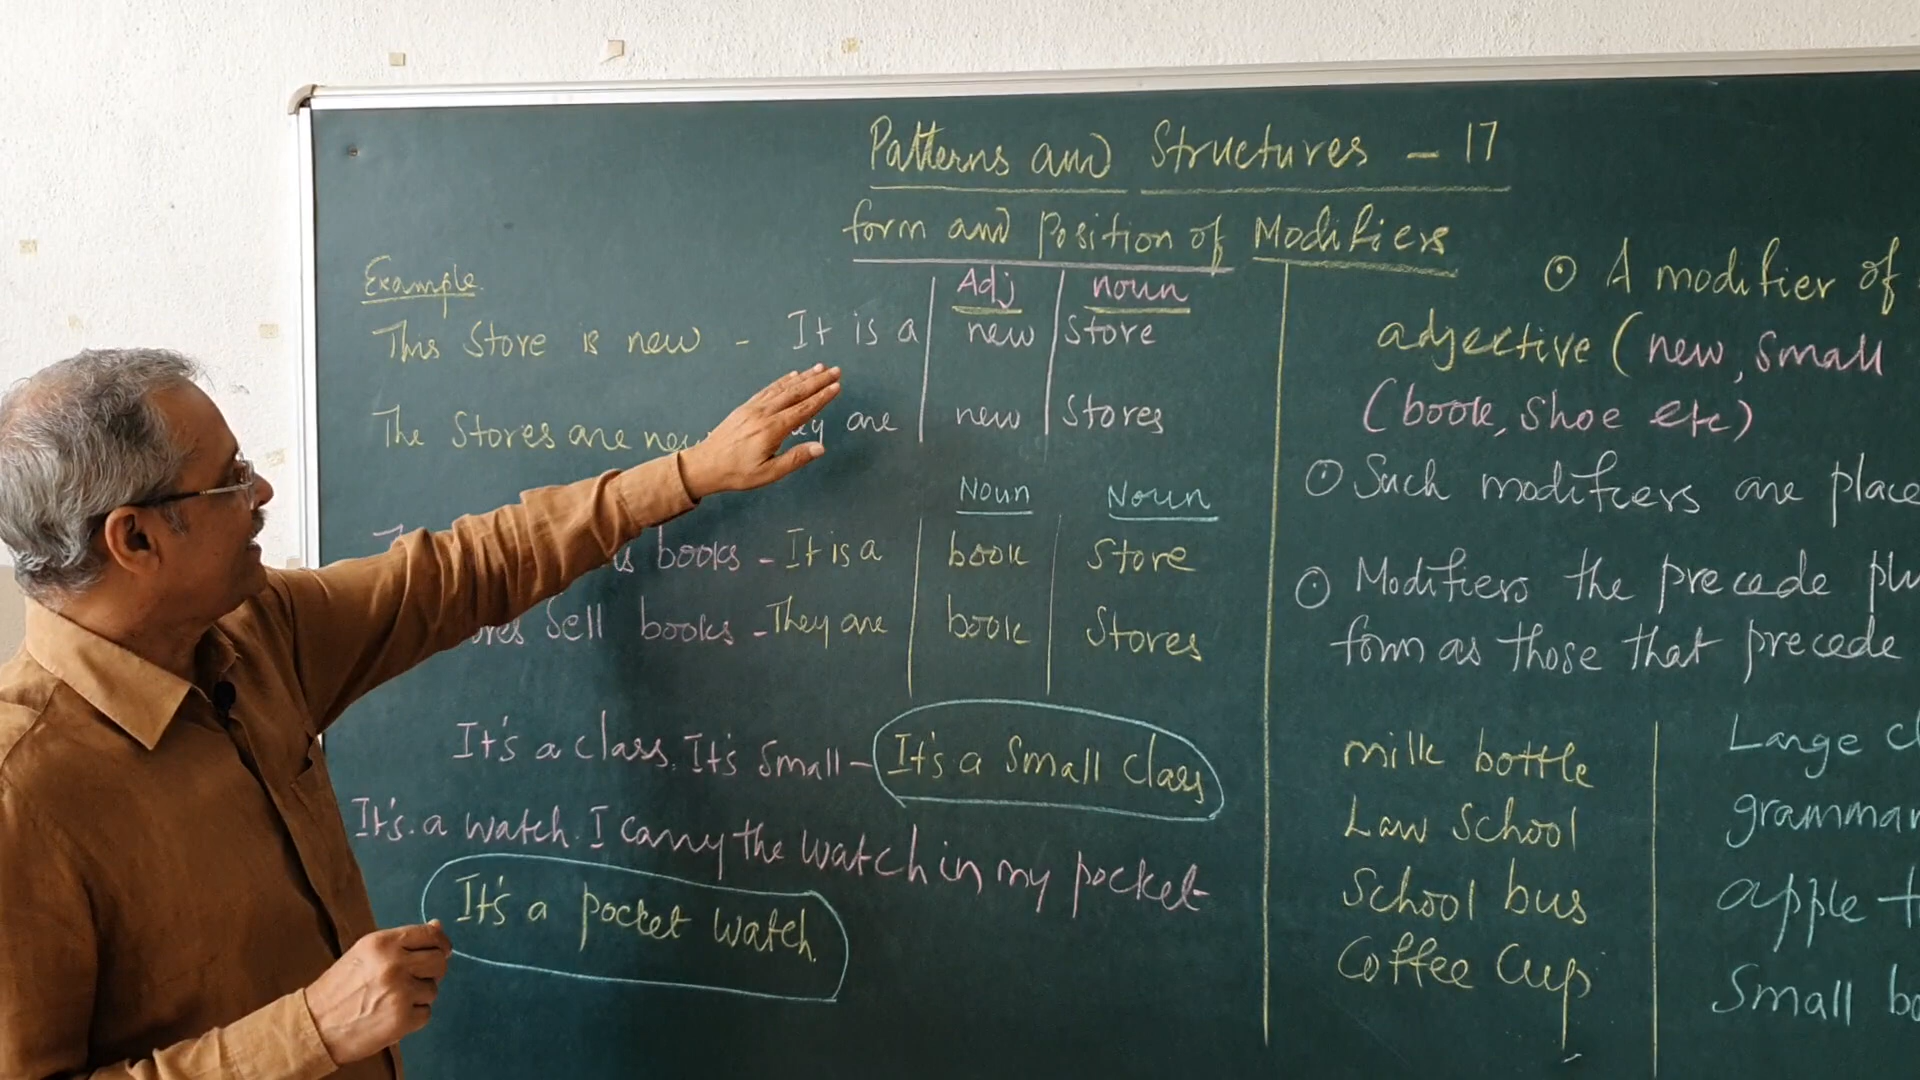 Patterns and Structures - 17
form and Position of Modifiers
Example.
Adj noun
This Store is new - It is a new Store
The Stores are new are new Stores
Noun Noun
books - It is a book Store
Sell books - They are book Stores
It's a class. It's Small - It's a Small Class
It's. a watch. I carry the watch in my pocket
It's a pocket watch.
⊙ A modifier of
adjective (new, Small
(book, Shoe etc)
⊙ Such modifiers are
⊙ Modifiers the precede
form as those that precede
milk bottle
Law School
School bus
Coffee Cup
Large
apple
Small